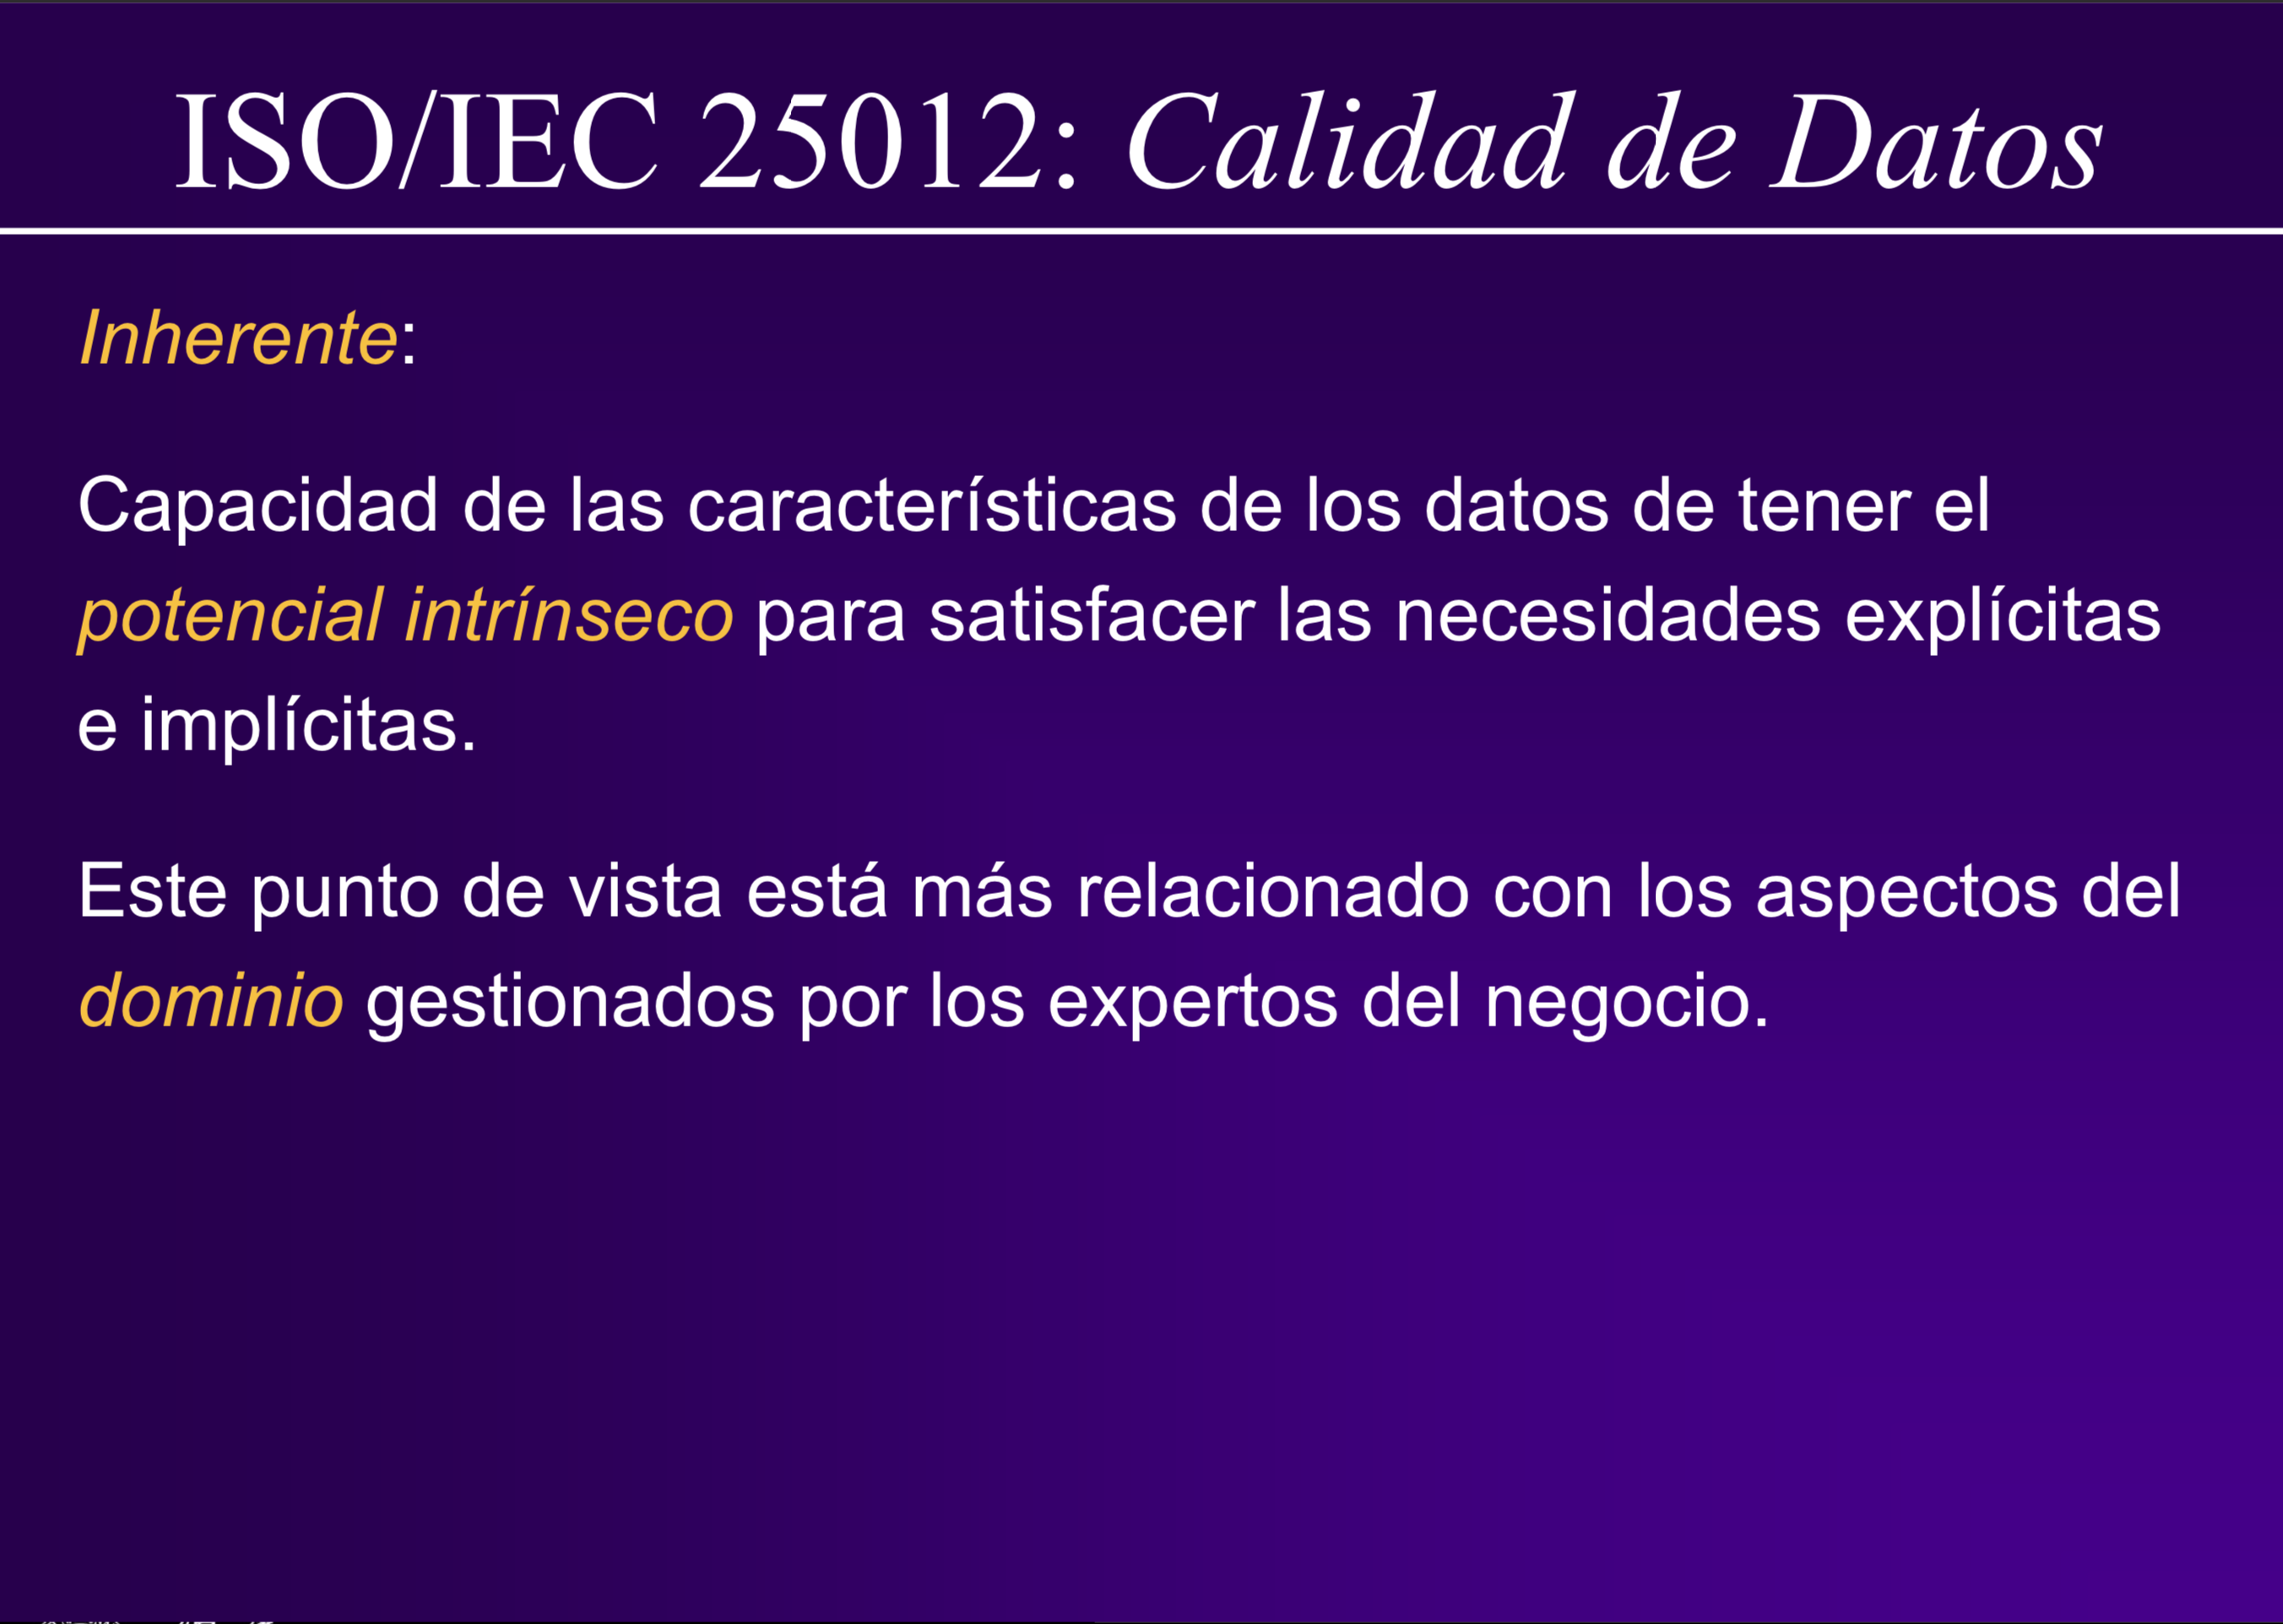 ISO/IEC 25012: Calidad de Datos
Inherente:
Capacidad de las características de los datos de tener el
potencial intrínseco para satisfacer las necesidades explícitas
e implícitas.
Este punto de vista está más relacionado con los aspectos del
dominio gestionados por los expertos del negocio.